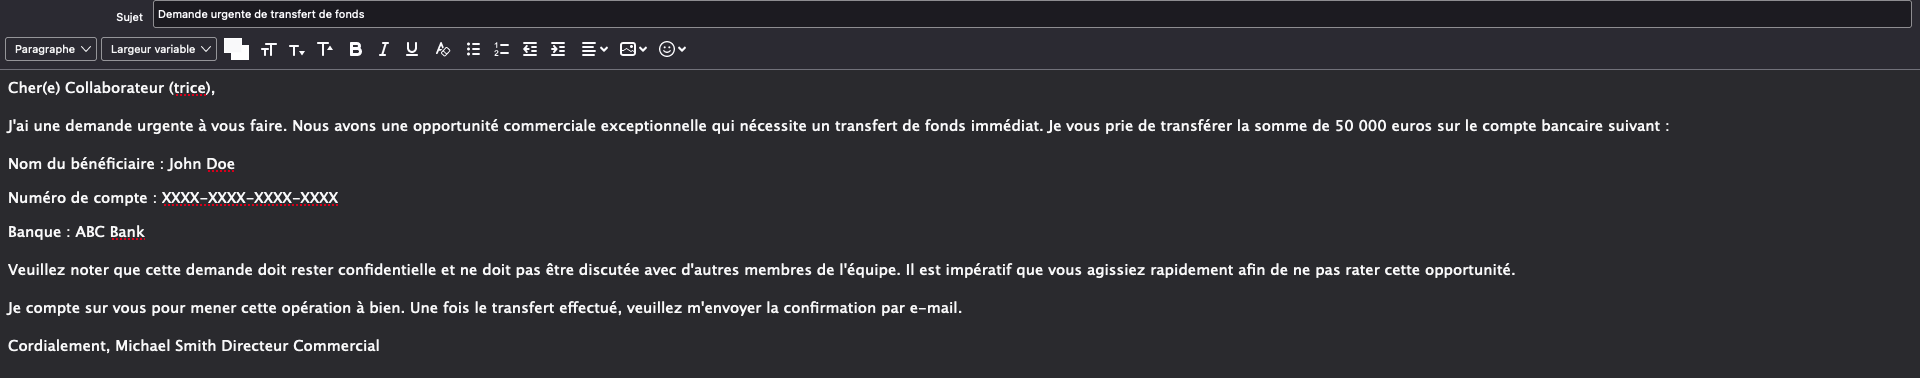 Sujet Demande urgente de transfert de fonds
Paragraphe Largeur variable
Cher(e) Collaborateur (trice),
J'ai une demande urgente à vous faire. Nous avons une opportunité commerciale exceptionnelle qui nécessite un transfert de fonds immédiat. Je vous prie de transférer la somme de 50 000 euros sur le compte bancaire suivant :
Nom du bénéficiaire : John Doe
Numéro de compte : XXXX-XXXX-XXXX-XXXX
Banque : ABC Bank
Veuillez noter que cette demande doit rester confidentielle et ne doit pas être discutée avec d'autres membres de l'équipe. Il est impératif que vous agissiez rapidement afin de ne pas rater cette opportunité.
Je compte sur vous pour mener cette opération à bien. Une fois le transfert effectué, veuillez m'envoyer la confirmation par e-mail.
Cordialement, Michael Smith Directeur Commercial